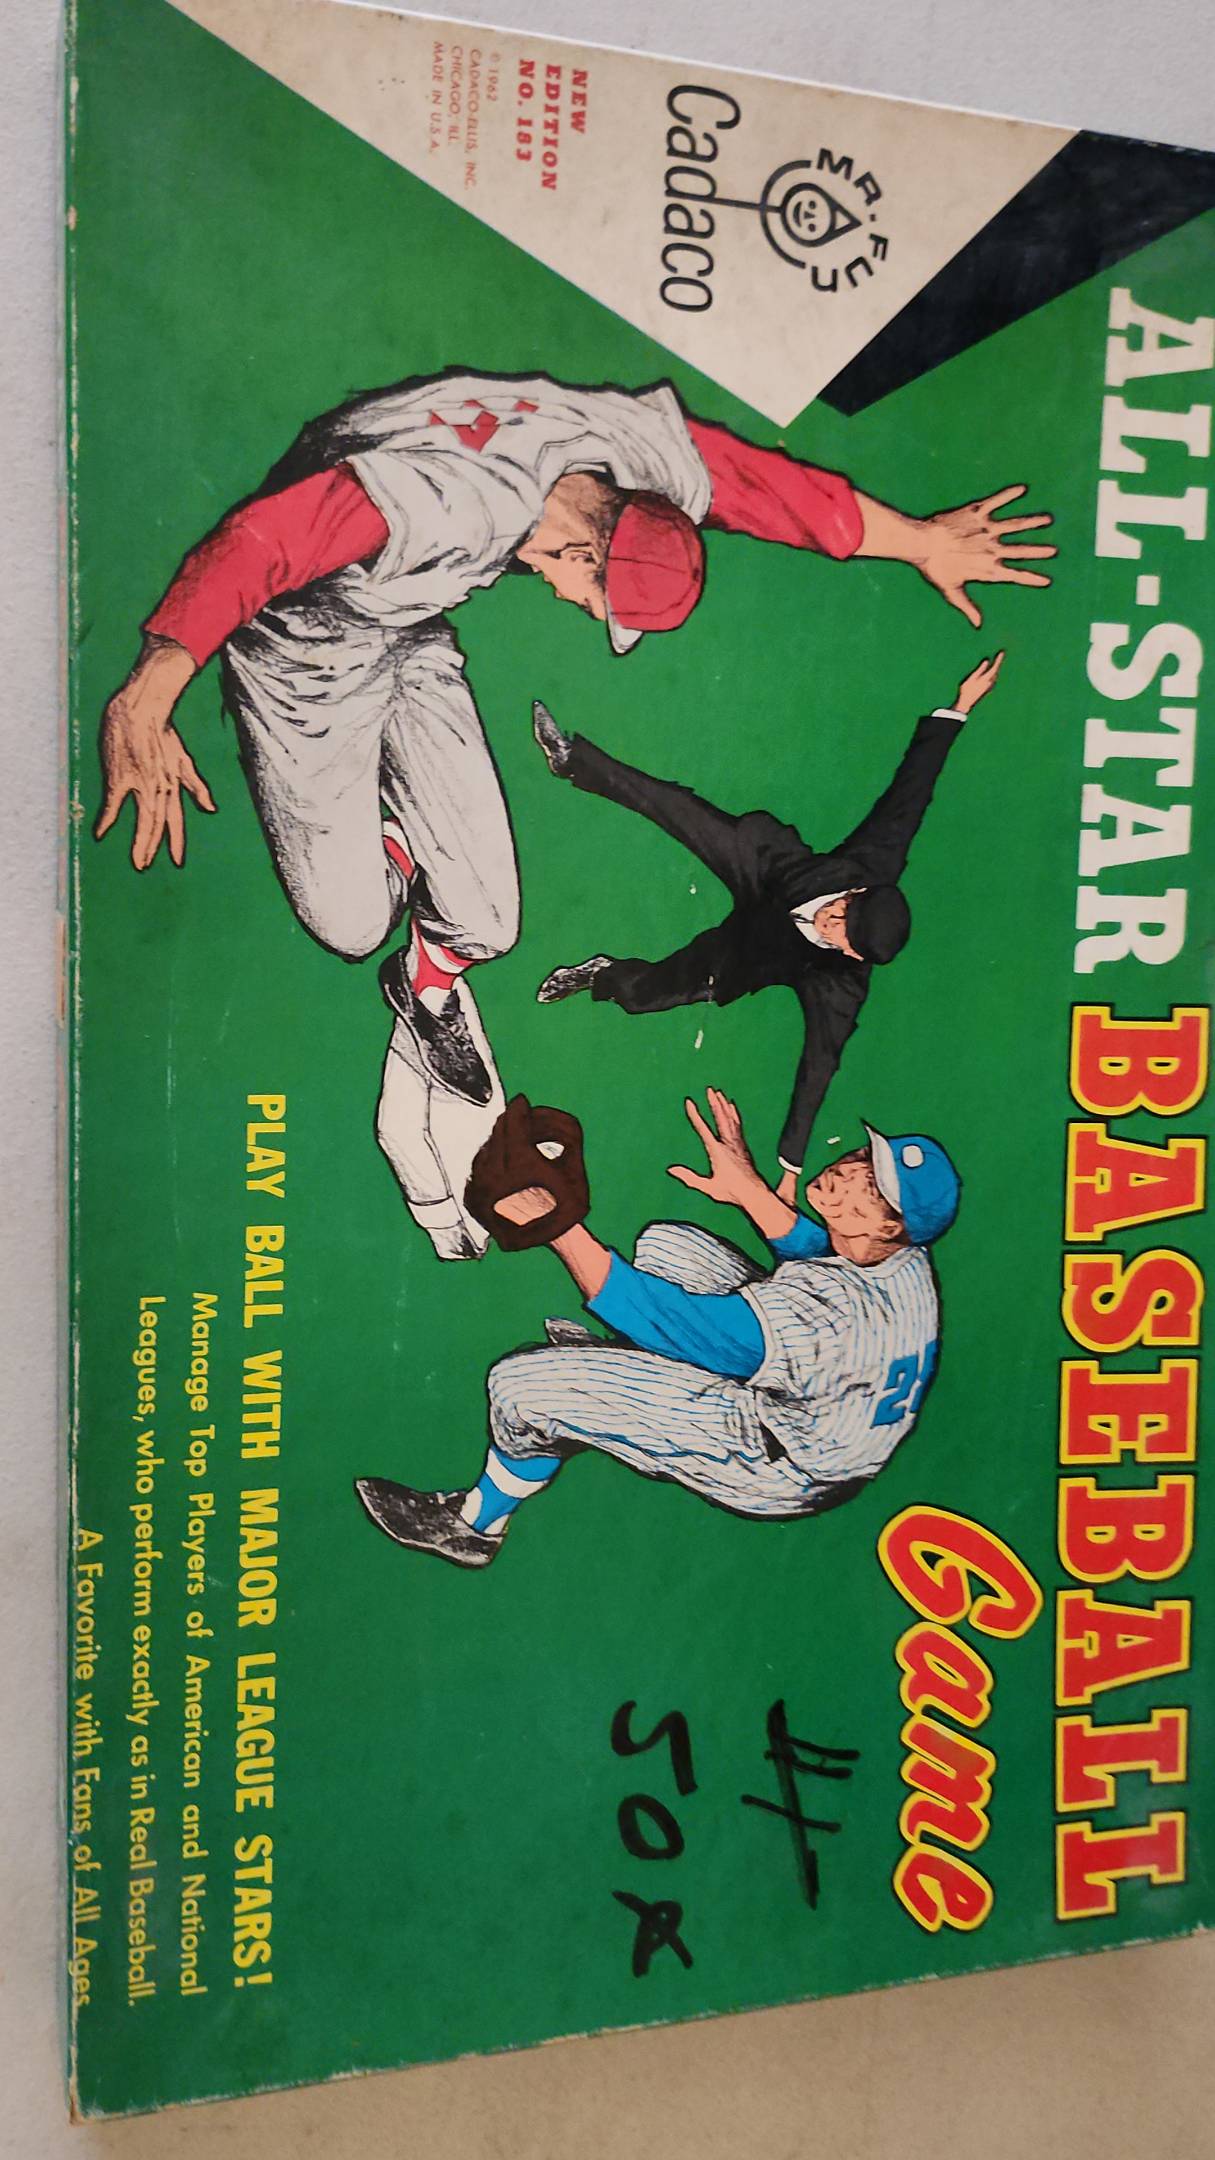 ALL-STAR BASEBALL
Game
MR. FU
Cadaco
NEW
EDITION
NO. 183
© 1962
CADACO-ELLIS, INC.
CHICAGO, ILL.
MADE IN U.S.A.
2
50
PLAY BALL WITH MAJOR LEAGUE STARS!
Manage Top Players of American and National
Leagues, who perform exactly as in Real Baseball.
A Favorite with Fans of All Ages